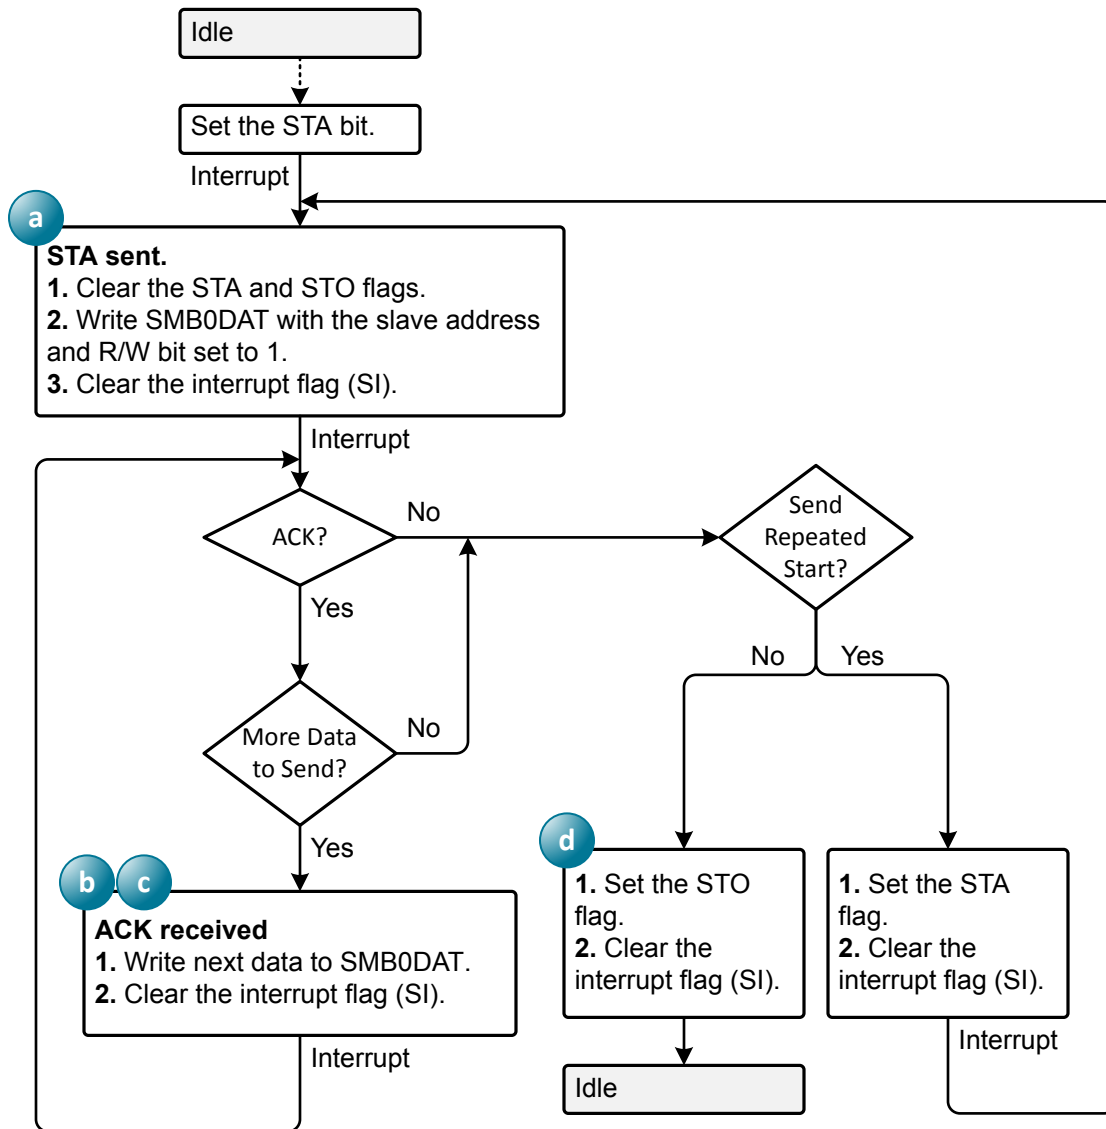 Idle
Set the STA bit.
Interrupt
a
STA sent.
1. Clear the STA and STO flags.
2. Write SMB0DAT with the slave address
and R/W bit set to 1.
3. Clear the interrupt flag (SI).
Interrupt
ACK?
No
Yes
Send
Repeated
Start?
No
Yes
More Data
to Send?
No
Yes
b
c
ACK received
1. Write next data to SMB0DAT.
2. Clear the interrupt flag (SI).
Interrupt
d
1. Set the STO
flag.
2. Clear the
interrupt flag (SI).
1. Set the STA
flag.
2. Clear the
interrupt flag (SI).
Interrupt
Idle